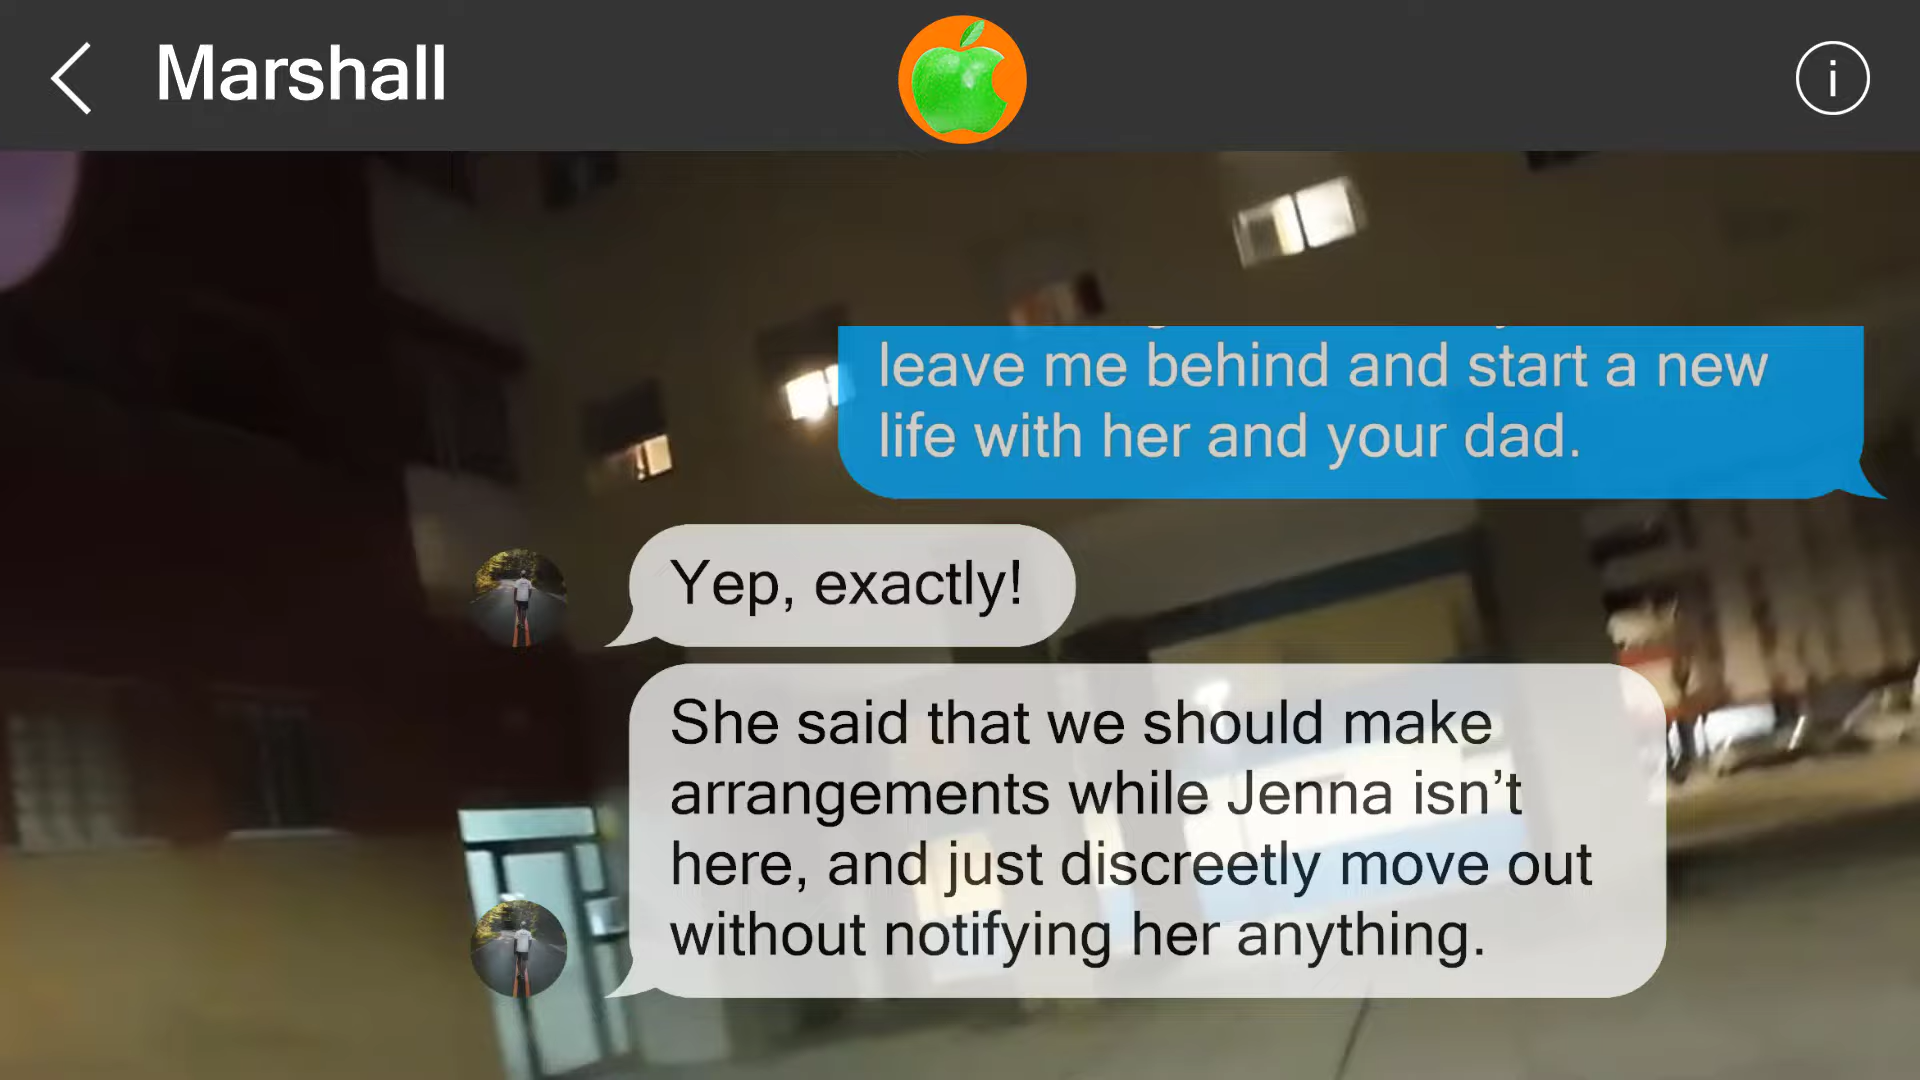 Marshall
leave me behind and start a new
life with her and your dad.
Yep, exactly!
She said that we should make
arrangements while Jenna isn’t
here, and just discreetly move out
without notifying her anything.